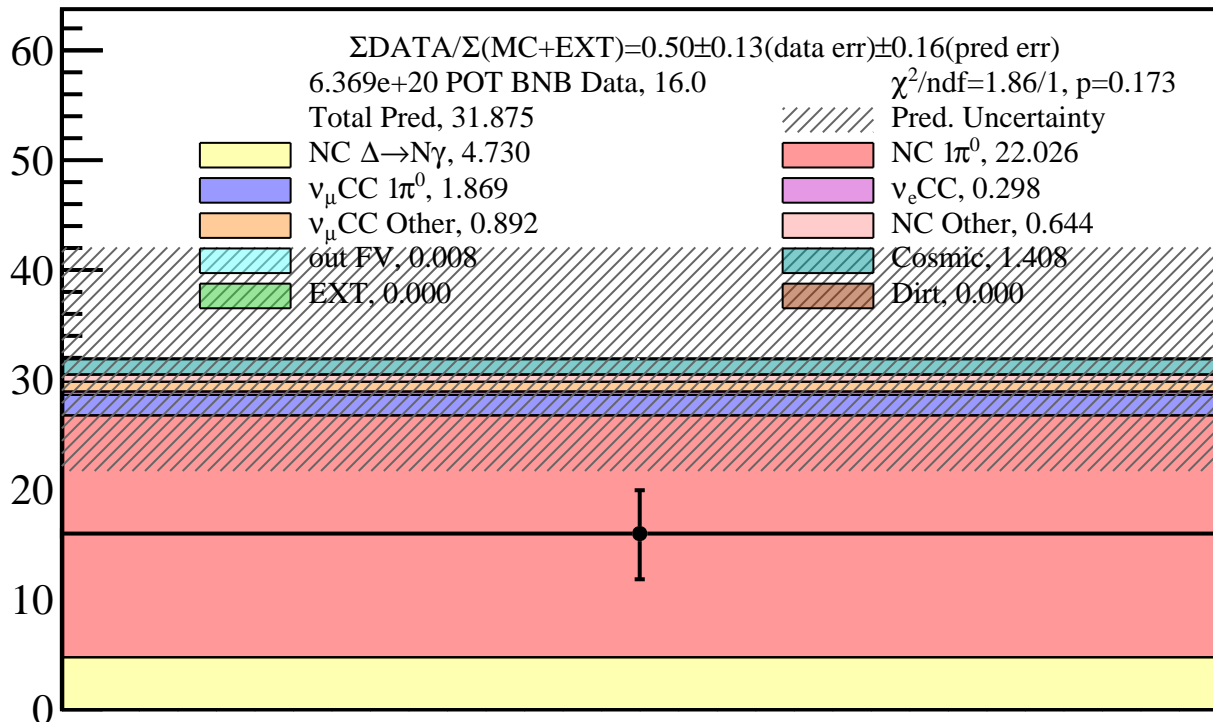 ΣDATA/Σ(MC+EXT)=0.50±0.13(data err)±0.16(pred err)
6.369e+20 POT BNB Data, 16.0
χ²/ndf=1.86/1, p=0.173
Total Pred, 31.875
Pred. Uncertainty
NC Δ→Nγ, 4.730
NC 1π⁰, 22.026
νμCC 1π⁰, 1.869
νeCC, 0.298
νμCC Other, 0.892
NC Other, 0.644
out FV, 0.008
Cosmic, 1.408
EXT, 0.000
Dirt, 0.000
60
50
40
30
20
10
0